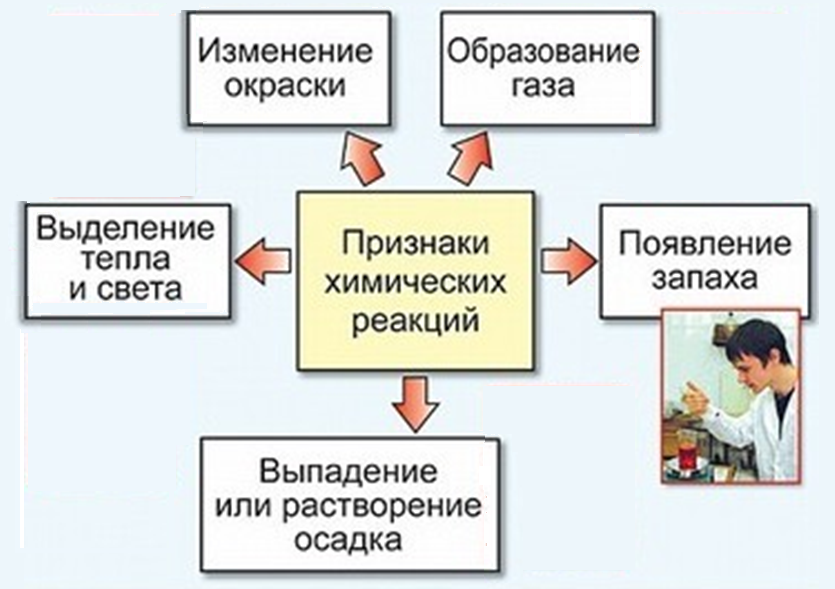 Изменение
окраски
Образование
газа
Выделение
тепла
и света
Признаки
химических
реакций
Появление
запаха
Выпадение
или растворение
осадка